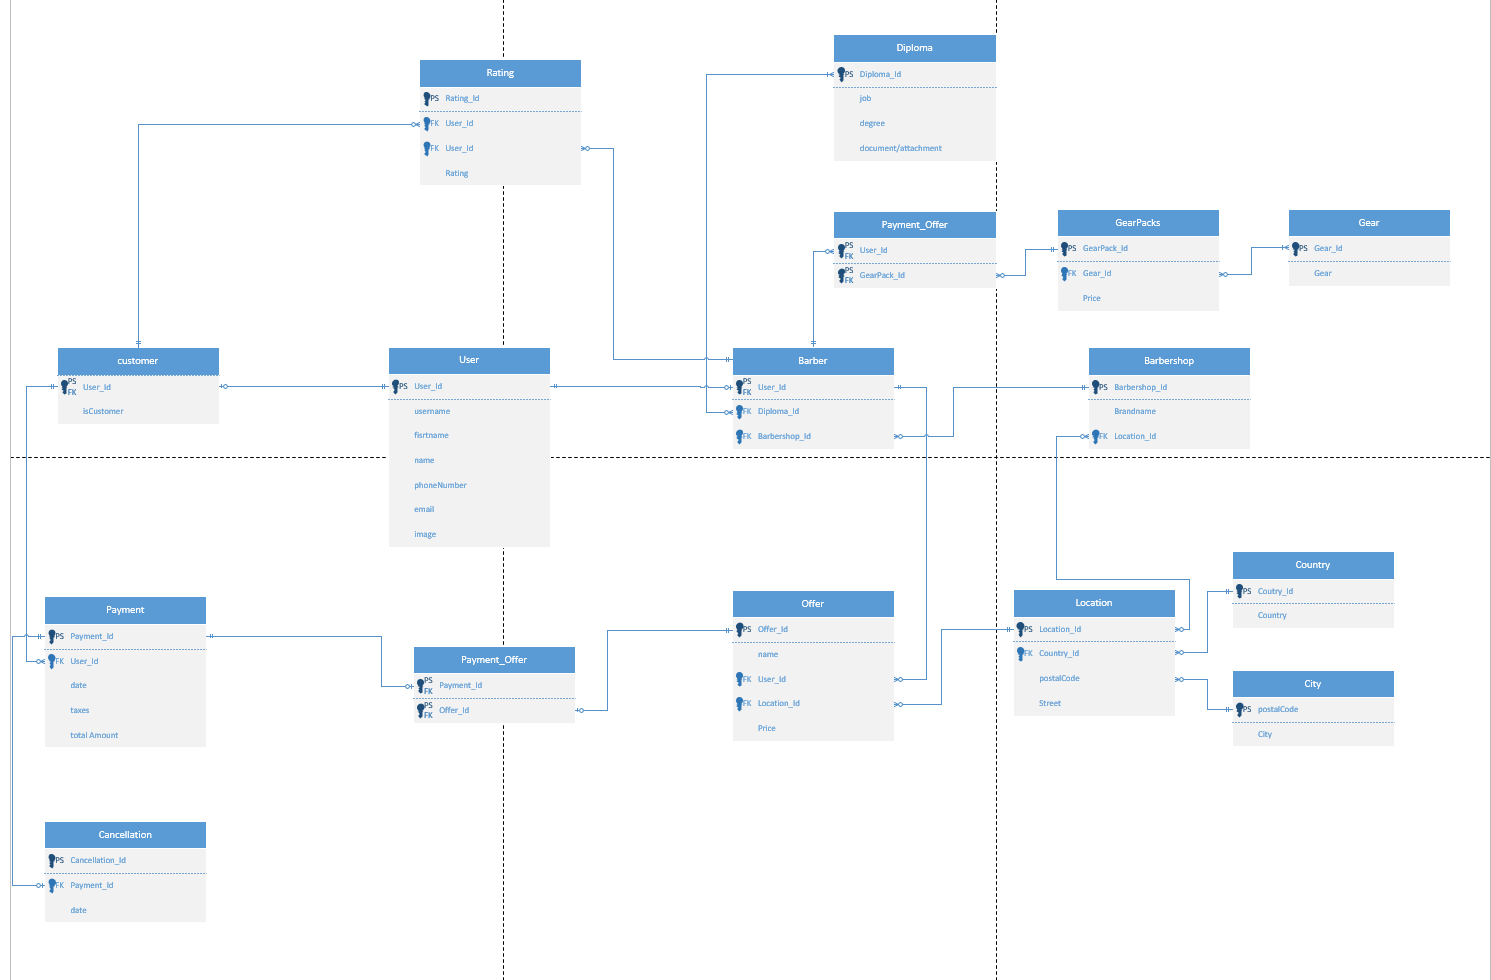 Diploma
PS Diploma_Id
job
degree
document/attachment
Rating
PS Rating_Id
FK User_Id
FK User_Id
Rating
Payment_Offer
PS
FK User_Id
PS
FK GearPack_Id
GearPacks
PS GearPack_Id
FK Gear_Id
Price
Gear
PS Gear_Id
Gear
customer
PS
FK User_Id
isCustomer
User
PS User_Id
username
fisrtname
name
phoneNumber
email
image
Barber
PS
FK User_Id
FK Diploma_Id
FK Barbershop_Id
Barbershop
PS Barbershop_Id
Brandname
FK Location_Id
Payment
PS Payment_Id
FK User_Id
date
taxes
total Amount
Payment_Offer
PS
FK Payment_Id
PS
FK Offer_Id
Offer
PS Offer_Id
name
FK User_Id
FK Location_Id
Price
Location
PS Location_Id
FK Country_Id
postalCode
Street
Country
PS Coutry_Id
Country
City
PS postalCode
City
Cancellation
PS Cancellation_Id
FK Payment_Id
date